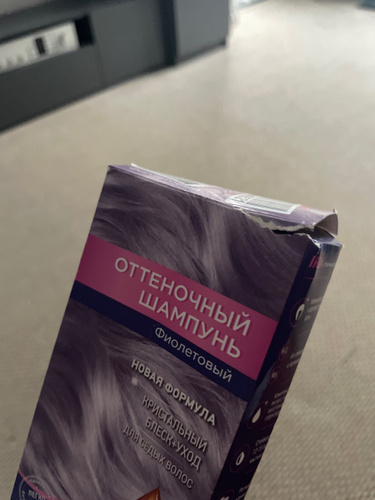 ОТТЕНОЧНЫЙ
ШАМПУНЬ
Фиолетовый
НОВАЯ ФОРМУЛА
КРИСТАЛЬНЫЙ
БЛЕСК+УХОД
ДЛЯ СЕДЫХ ВОЛОС